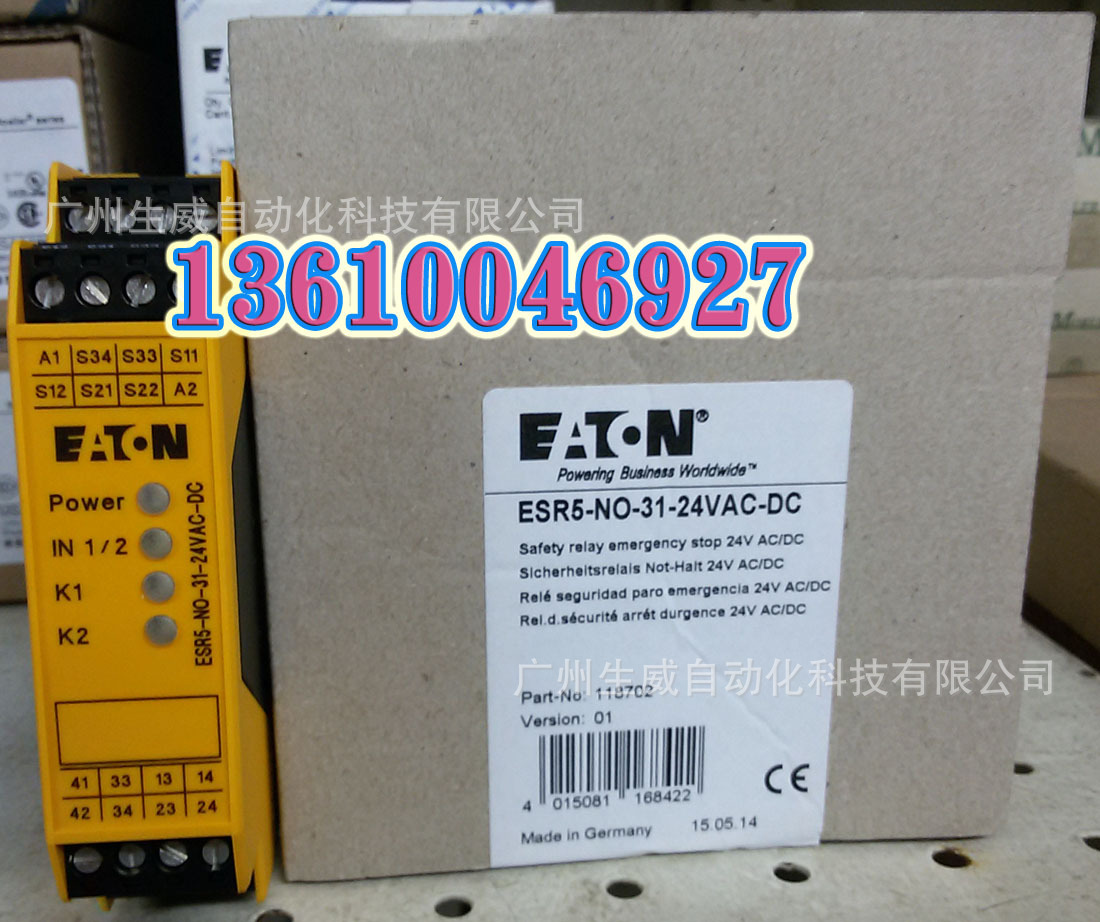 EATON
广州生威自动化科技有限公司
13610046927
A1 S34 S33 S11
S12 S21 S22 A2
EATON
Power
IN 1/2
K1
K2
ESR5-NO-31-24VAC-DC
41 33 13 14
42 34 23 24
EATON®
Powering Business Worldwide™
ESR5-NO-31-24VAC-DC
Safety relay emergency stop 24V AC/DC
Sicherheitsrelais Not-Halt 24V AC/DC
Relé seguridad paro emergencia 24V AC/DC
Rel.d.sécurité arrét durgence 24V AC/DC
广州生威自动化科技有限公司
Part-No: 118702
Version: 01
4 015081 168422
CE
Made in Germany 15.05.14